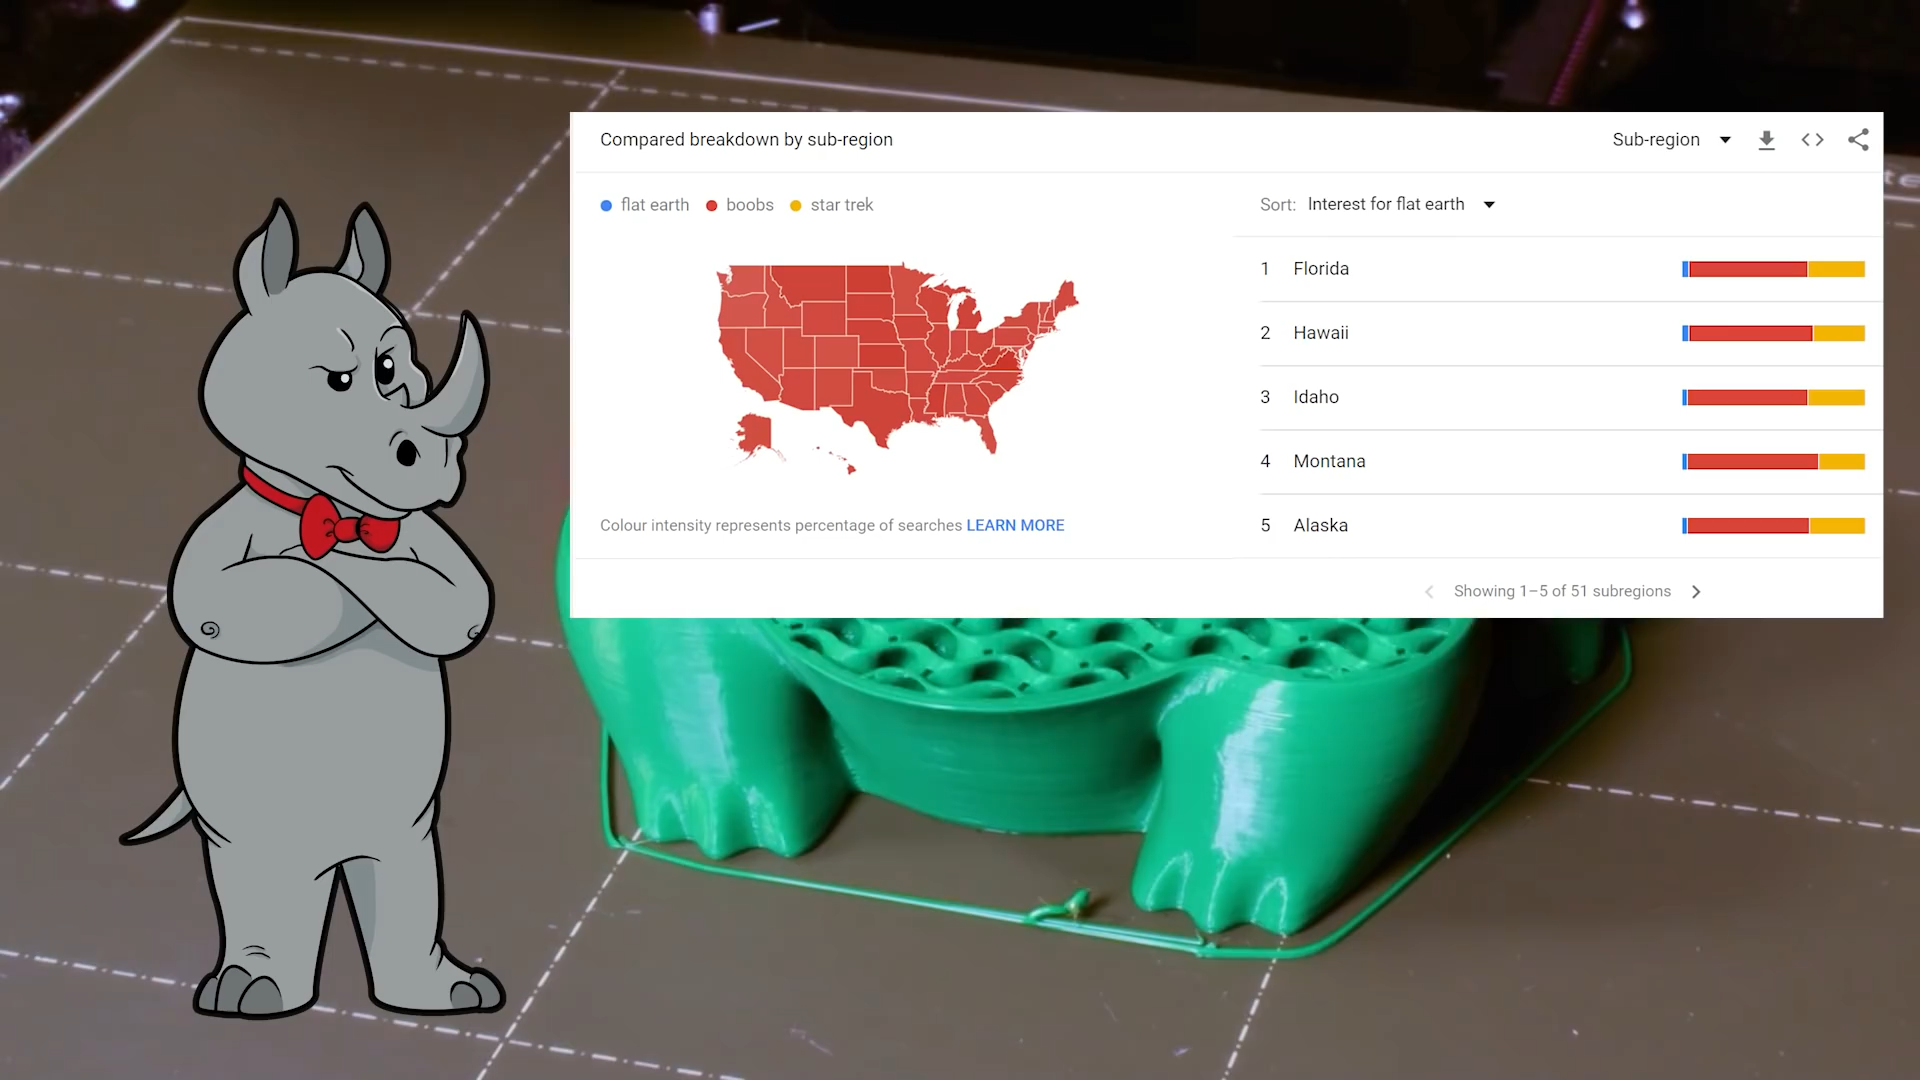 Compared breakdown by sub-region
Sub-region
flat earth boobs star trek
Sort: Interest for flat earth
1 Florida
2 Hawaii
3 Idaho
4 Montana
5 Alaska
Colour intensity represents percentage of searches LEARN MORE
Showing 1–5 of 51 subregions